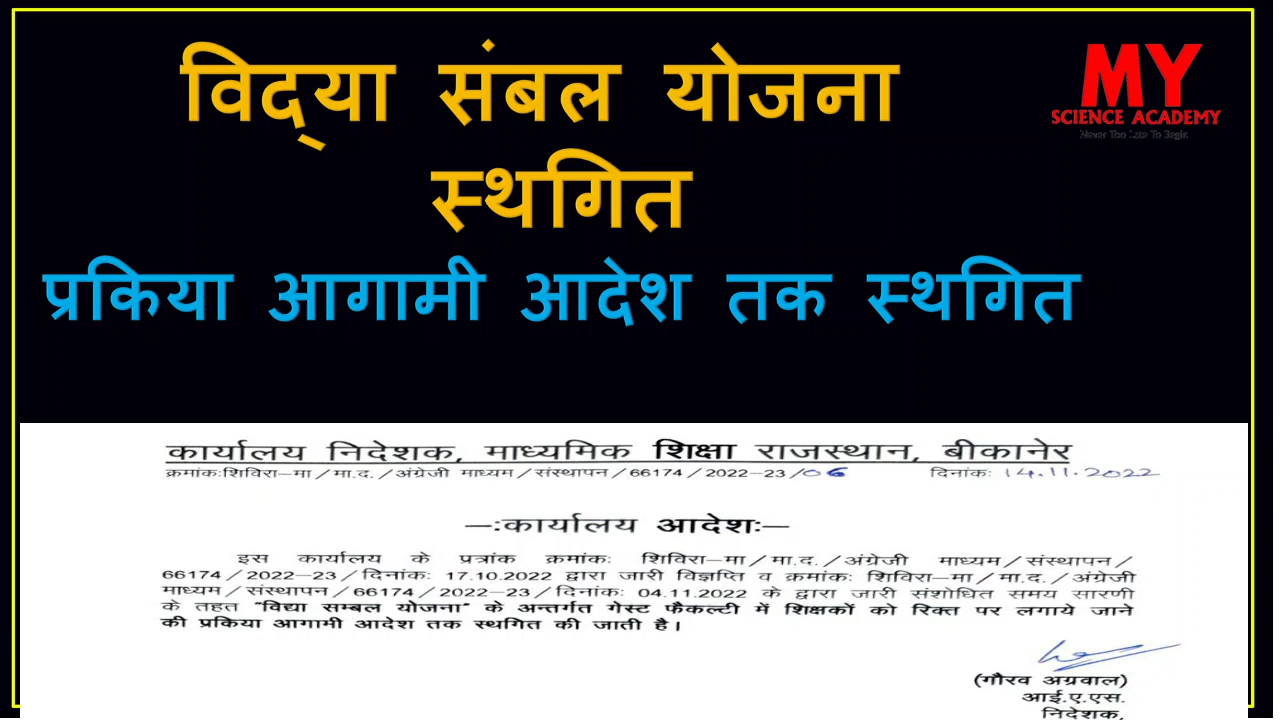 विद्या संबल योजना
स्थगित
प्रकिया आगामी आदेश तक स्थगित
MY
SCIENCE ACADEMY
Never Too Late To Begin
कार्यालय निदेशक, माध्यमिक शिक्षा राजस्थान, बीकानेर
क्रमांकः शिविरा–मा/मा.द./अंग्रेजी माध्यम/संस्थापन/66174/2022–23/06 दिनांकः 14.11.2022
—:कार्यालय आदेशः—
इस कार्यालय के पत्रांक क्रमांकः शिविरा–मा/मा.द./अंग्रेजी माध्यम/संस्थापन/
66174/2022–23/दिनांकः 17.10.2022 द्वारा जारी विज्ञप्ति व क्रमांकः शिविरा–मा/मा.द./अंग्रेजी
माध्यम/संस्थापन/66174/2022–23/दिनांकः 04.11.2022 के द्वारा जारी संशोधित समय सारणी
के तहत "विद्या सम्बल योजना" के अन्तर्गत गेस्ट फैकल्टी में शिक्षकों को रिक्त पर लगाये जाने
की प्रकिया आगामी आदेश तक स्थगित की जाती है।
(गौरव अग्रवाल)
आई.ए.एस.
निदेशक,